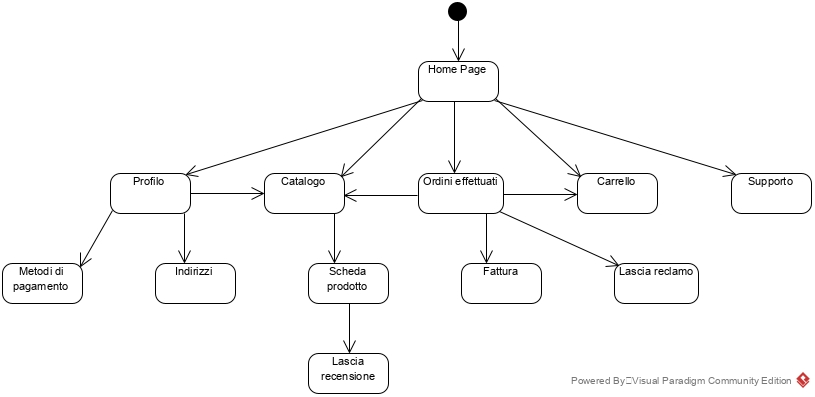 Home Page
Profilo
Catalogo
Ordini effettuati
Carrello
Supporto
Metodi di
pagamento
Indirizzi
Scheda
prodotto
Fattura
Lascia reclamo
Lascia
recensione
Powered By Visual Paradigm Community Edition